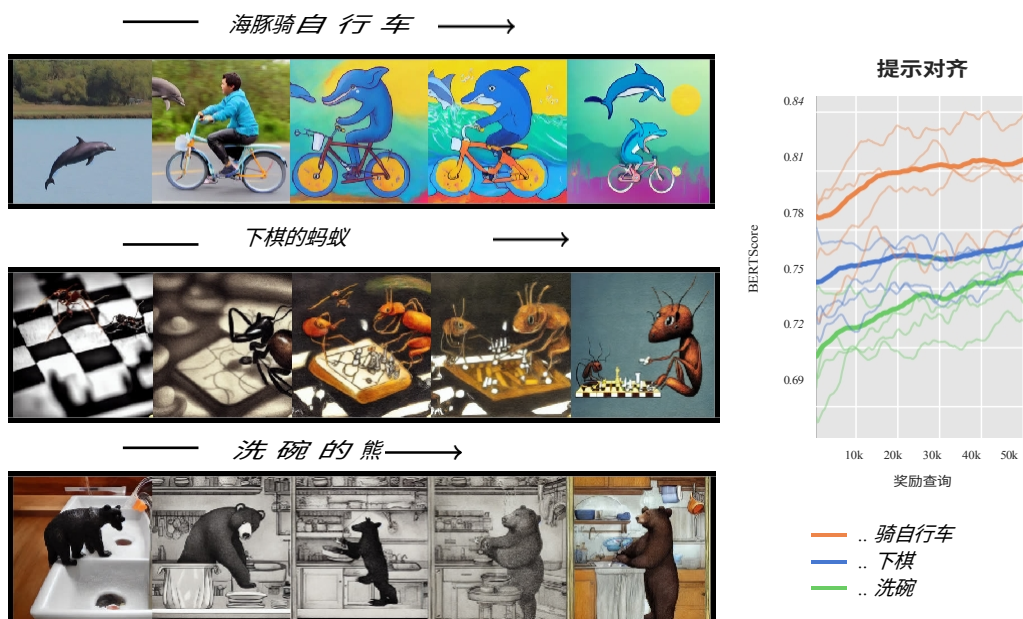 海豚骑自行车
下棋的蚂蚁
洗碗的熊
提示对齐
0.84
0.81
0.78
0.75
0.72
0.69
BERTScore
10k 20k 30k 40k 50k
奖励查询
.. 骑自行车
.. 下棋
.. 洗碗